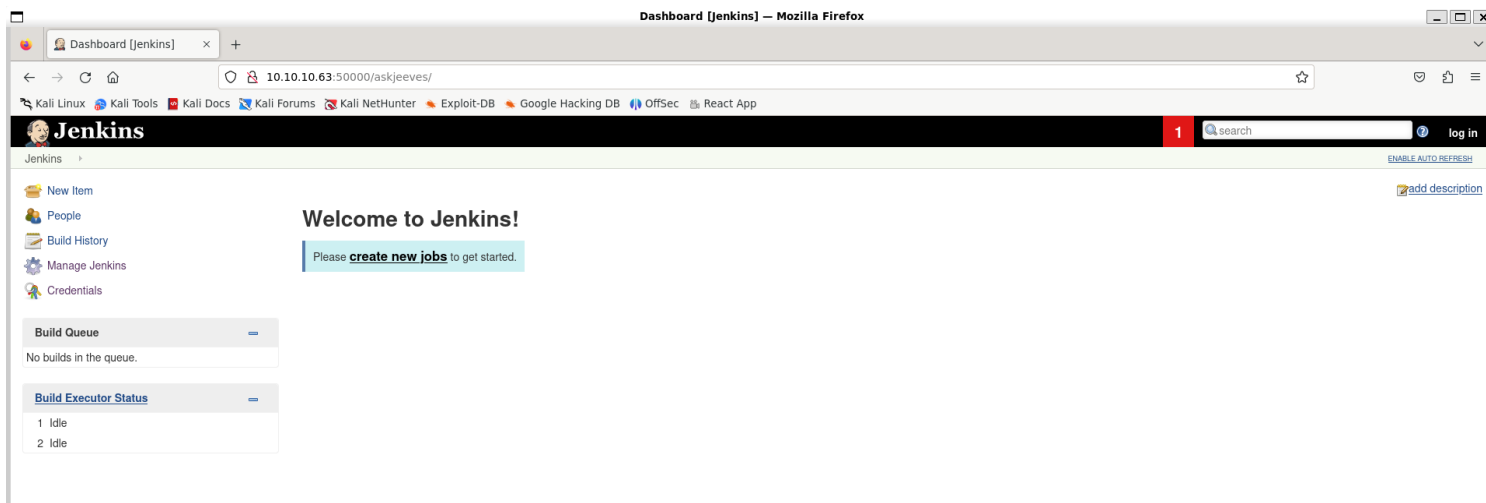 Dashboard [Jenkins] — Mozilla Firefox
Dashboard [Jenkins]
10.10.10.63:50000/askjeeves/
Kali Linux Kali Tools Kali Docs Kali Forums Kali NetHunter Exploit-DB Google Hacking DB OffSec React App
Jenkins 1 search log in
Jenkins ENABLE AUTO REFRESH
add description
New Item
People
Build History
Manage Jenkins
Credentials
Welcome to Jenkins!
Please create new jobs to get started.
Build Queue
No builds in the queue.
Build Executor Status
1 Idle
2 Idle